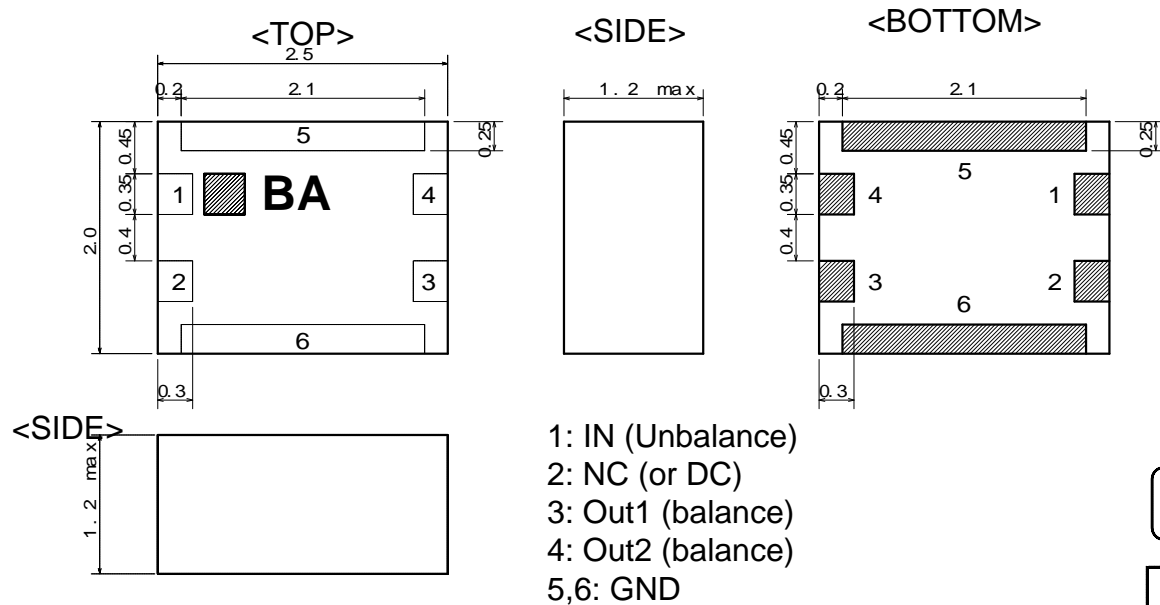 <TOP>
2.5
0.2 2.1
0.45 5 0.25
0.35 1 BA 4
2.0
0.4
2 3
6
0.3
<SIDE>
1.2 max
<BOTTOM>
0.2 2.1
0.45 0.25
5
0.35 4 1
0.4
3 2
6
0.3
<SIDE>
1.2 max
1: IN (Unbalance)
2: NC (or DC)
3: Out1 (balance)
4: Out2 (balance)
5,6: GND